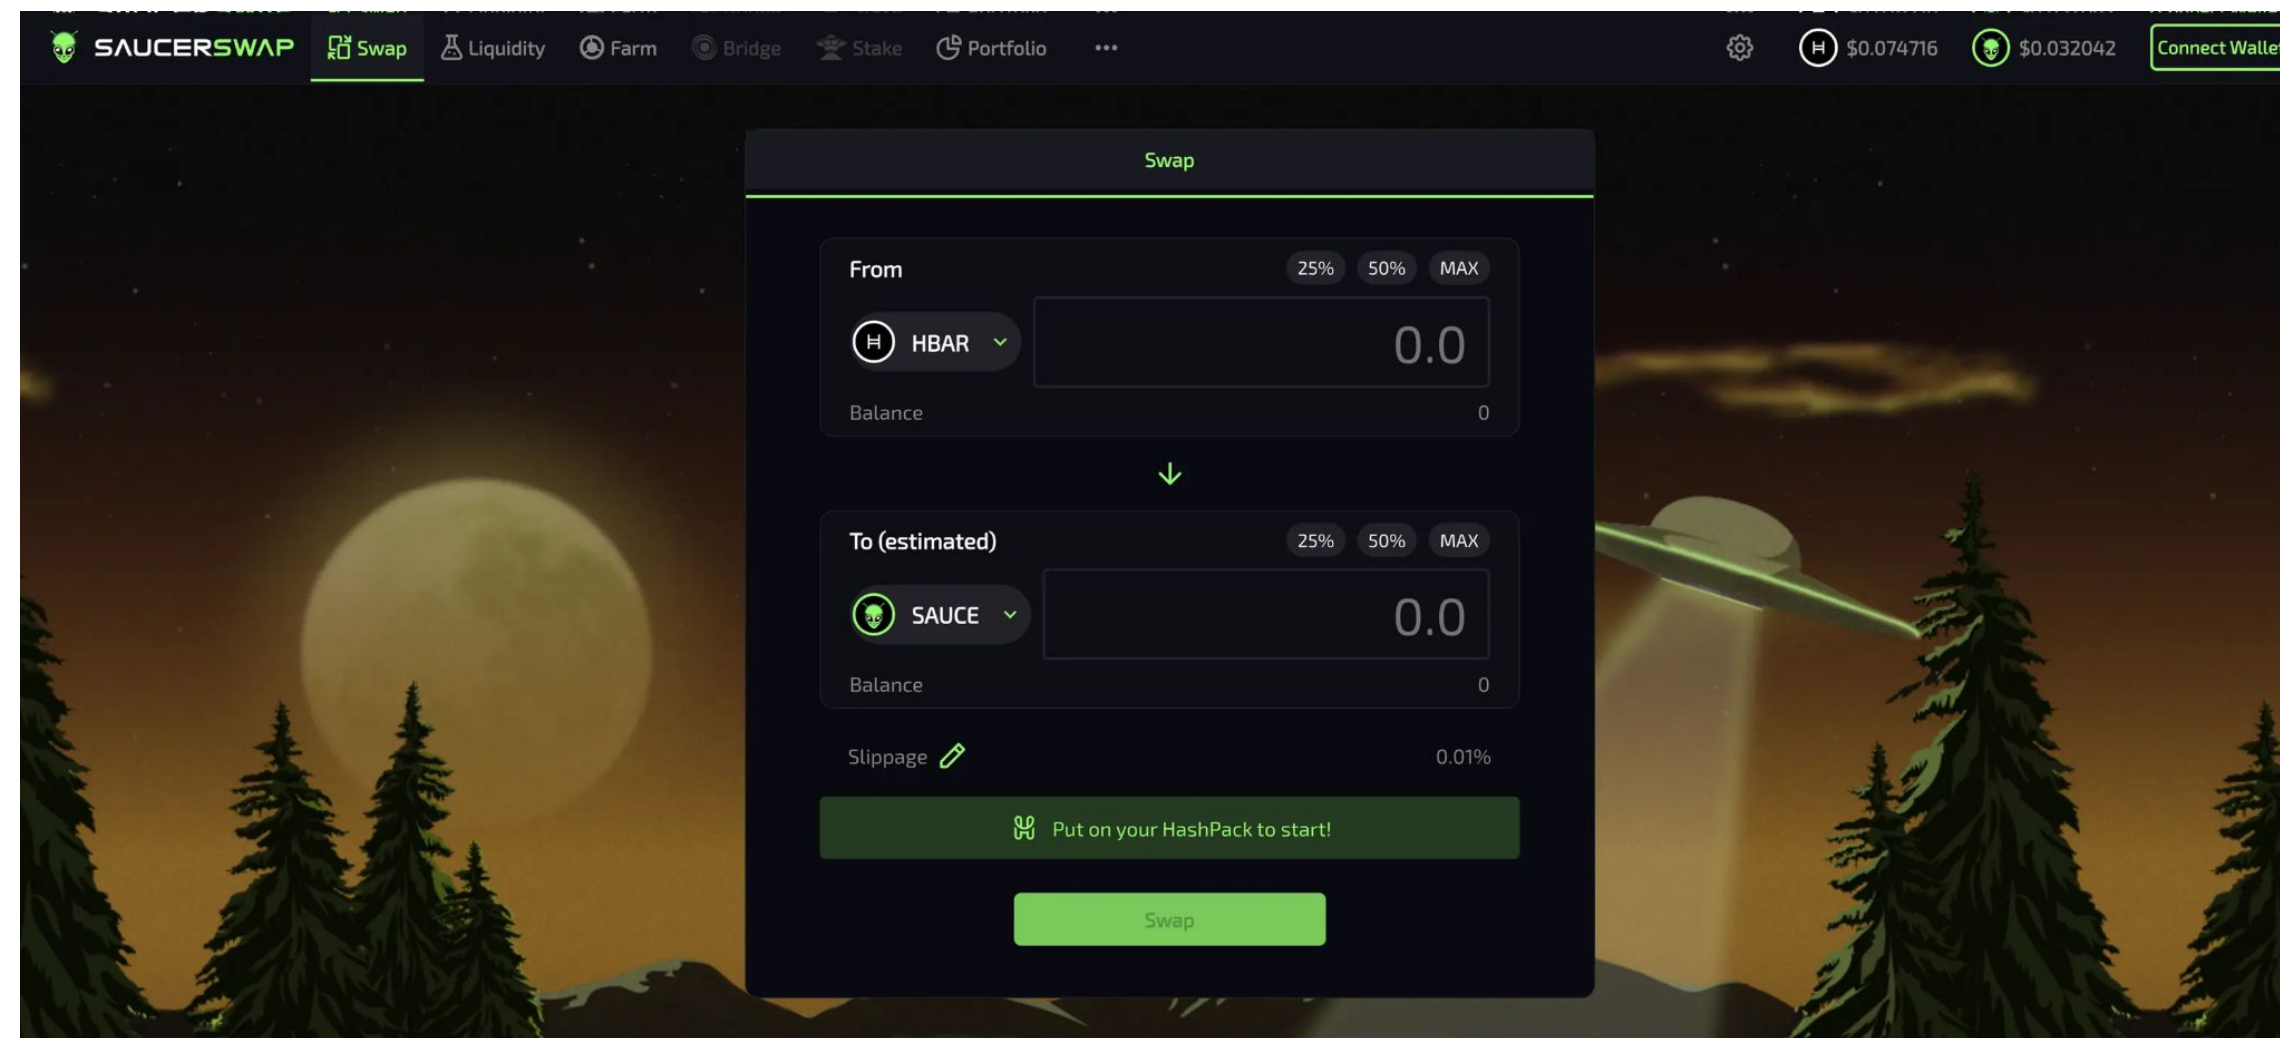 SAUCERSWAP Swap Liquidity Farm Bridge Stake Portfolio ••• $0.074716 $0.032042 Connect Walle
Swap
From 25% 50% MAX
HBAR 0.0
Balance 0
To (estimated) 25% 50% MAX
SAUCE 0.0
Balance 0
Slippage 0.01%
Put on your HashPack to start!
Swap